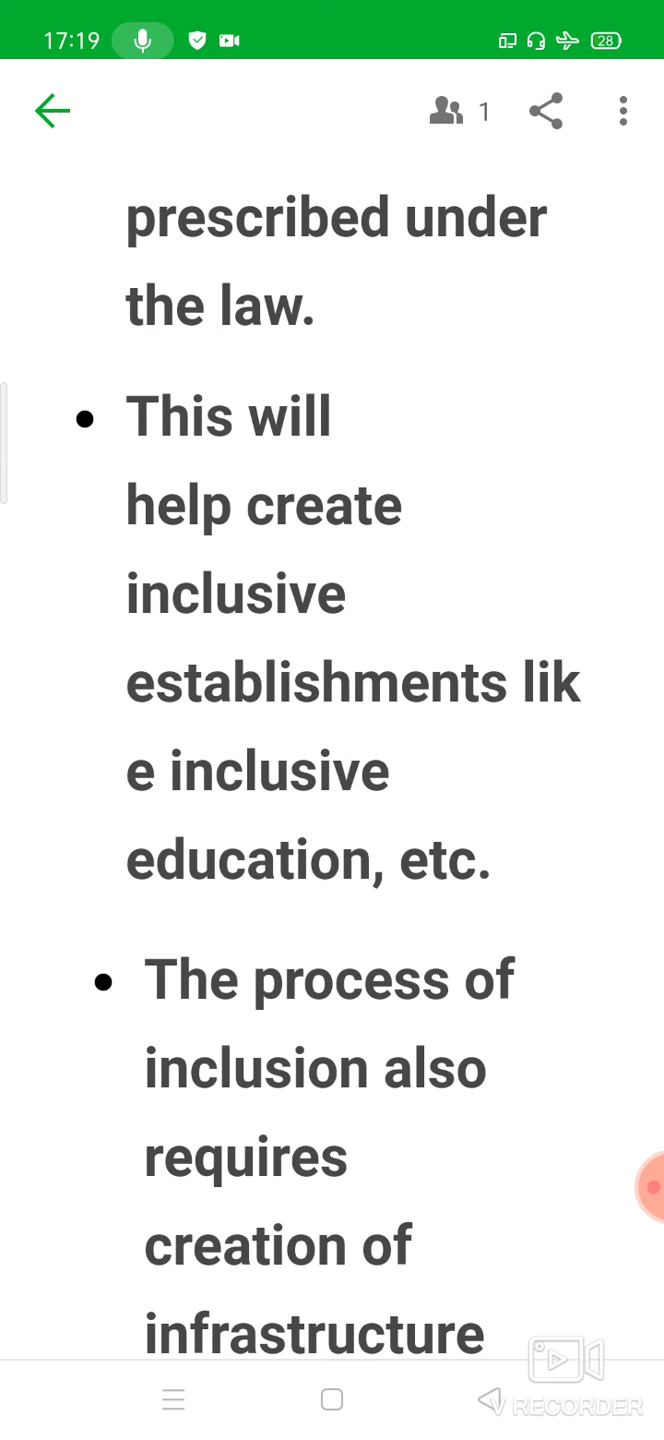 17:19
28
1
prescribed under
the law.
This will
help create
inclusive
establishments lik
e inclusive
education, etc.
The process of
inclusion also
requires
creation of
infrastructure
V RECORDER